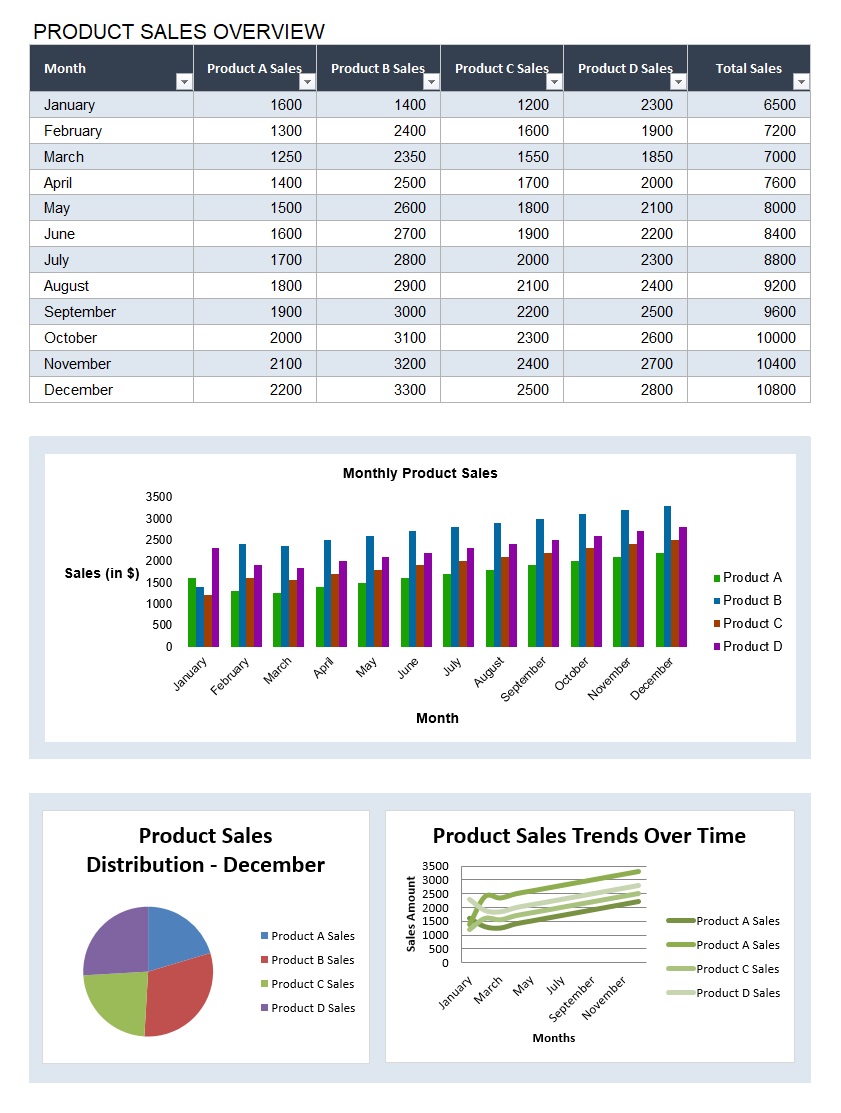 PRODUCT SALES OVERVIEW
Month Product A Sales Product B Sales Product C Sales Product D Sales Total Sales
January 1600 1400 1200 2300 6500
February 1300 2400 1600 1900 7200
March 1250 2350 1550 1850 7000
April 1400 2500 1700 2000 7600
May 1500 2600 1800 2100 8000
June 1600 2700 1900 2200 8400
July 1700 2800 2000 2300 8800
August 1800 2900 2100 2400 9200
September 1900 3000 2200 2500 9600
October 2000 3100 2300 2600 10000
November 2100 3200 2400 2700 10400
December 2200 3300 2500 2800 10800
Monthly Product Sales
3500
3000
2500
2000
1500
1000
500
0
Sales (in $)
January February March April May June July August September October November December
Month
Product A
Product B
Product C
Product D
Product Sales
Distribution - December
Product A Sales
Product B Sales
Product C Sales
Product D Sales
Product Sales Trends Over Time
3500
3000
2500
2000
1500
1000
500
0
Sales Amount
January March May July September November
Months
Product A Sales
Product A Sales
Product C Sales
Product D Sales